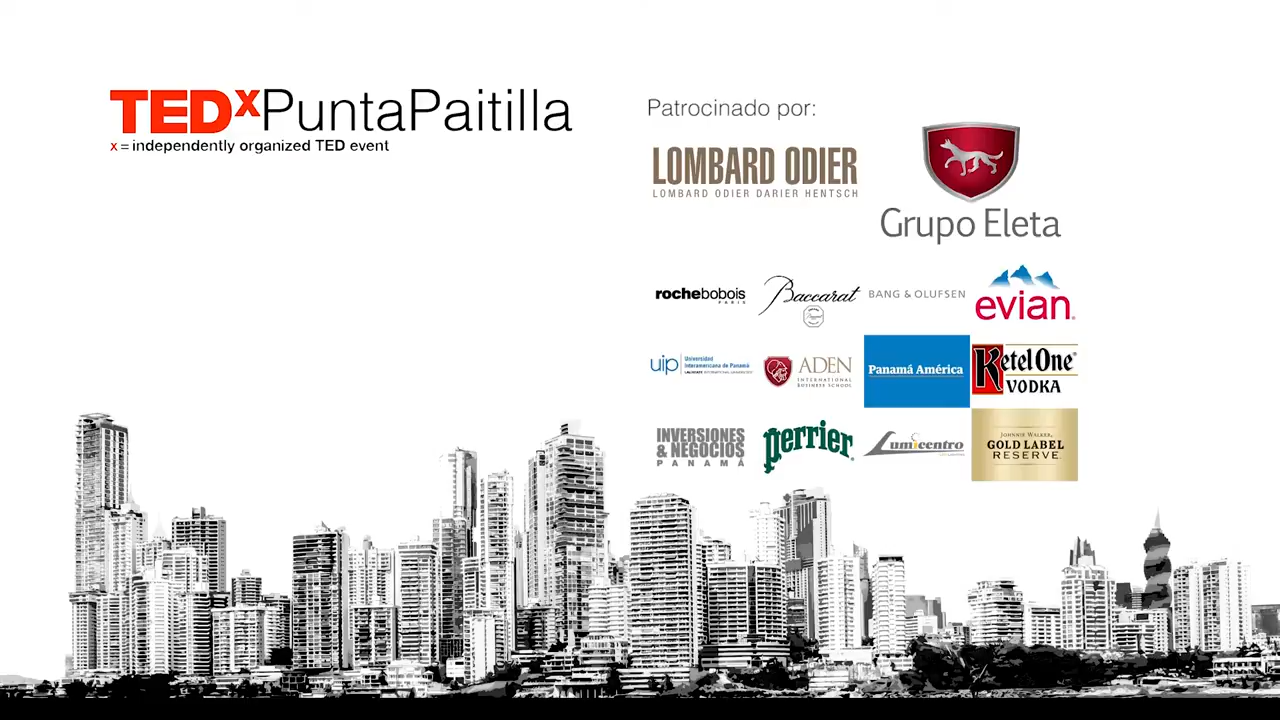 TEDxPuntaPaitilla
x = independently organized TED event
Patrocinado por:
LOMBARD ODIER
LOMBARD ODIER DARIER HENTSCH
Grupo Eleta
rochebobois
PARIS
Baccarat
BANG & OLUFSEN
evian
uip
Universidad
Interamericana de Panamá
ADEN
INTERNATIONAL
BUSINESS SCHOOL
Panamá América
Ketel One
VODKA
INVERSIONES
& NEGOCIOS
PANAMÁ
perrier
Lumicentro
JOHNNIE WALKER
GOLD LABEL
RESERVE